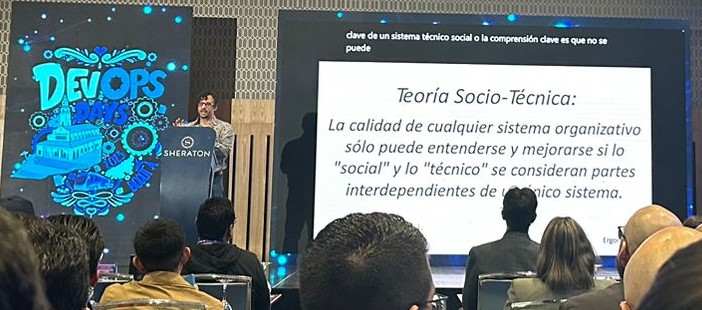 clave de un sistema técnico social o la comprensión clave es que no se
puede
DEVOPS
DAYS
SHERATON
Teoría Socio-Técnica:
La calidad de cualquier sistema organizativo
sólo puede entenderse y mejorarse si lo
"social" y lo "técnico" se consideran partes
interdependientes de único sistema.